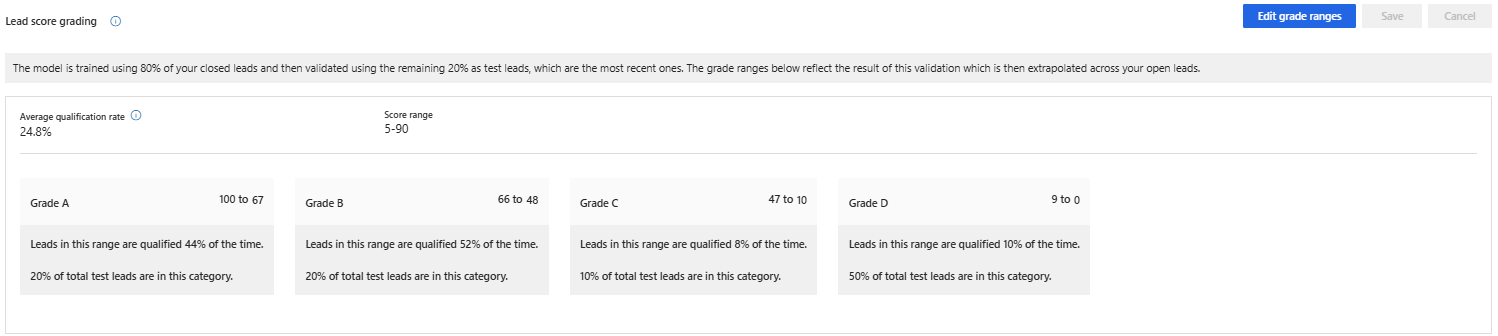 Lead score grading
Edit grade ranges
Save
Cancel
The model is trained using 80% of your closed leads and then validated using the remaining 20% as test leads, which are the most recent ones. The grade ranges below reflect the result of this validation which is then extrapolated across your open leads.
Average qualification rate
24.8%
Score range
5-90
Grade A 100 to 67
Leads in this range are qualified 44% of the time.
20% of total test leads are in this category.
Grade B 66 to 48
Leads in this range are qualified 52% of the time.
20% of total test leads are in this category.
Grade C 47 to 10
Leads in this range are qualified 8% of the time.
10% of total test leads are in this category.
Grade D 9 to 0
Leads in this range are qualified 10% of the time.
50% of total test leads are in this category.